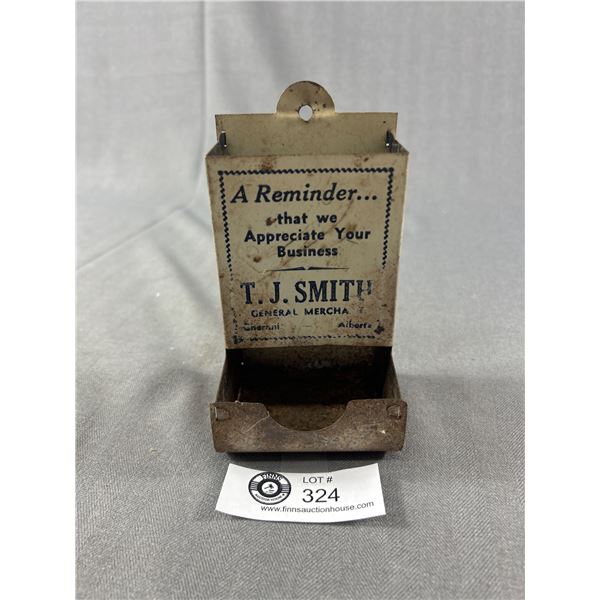 A Reminder...
that we
Appreciate Your
Business
T. J. SMITH
GENERAL MERCHA
Alberta
LOT #
324
FINNS
www.finnsauctionhouse.com